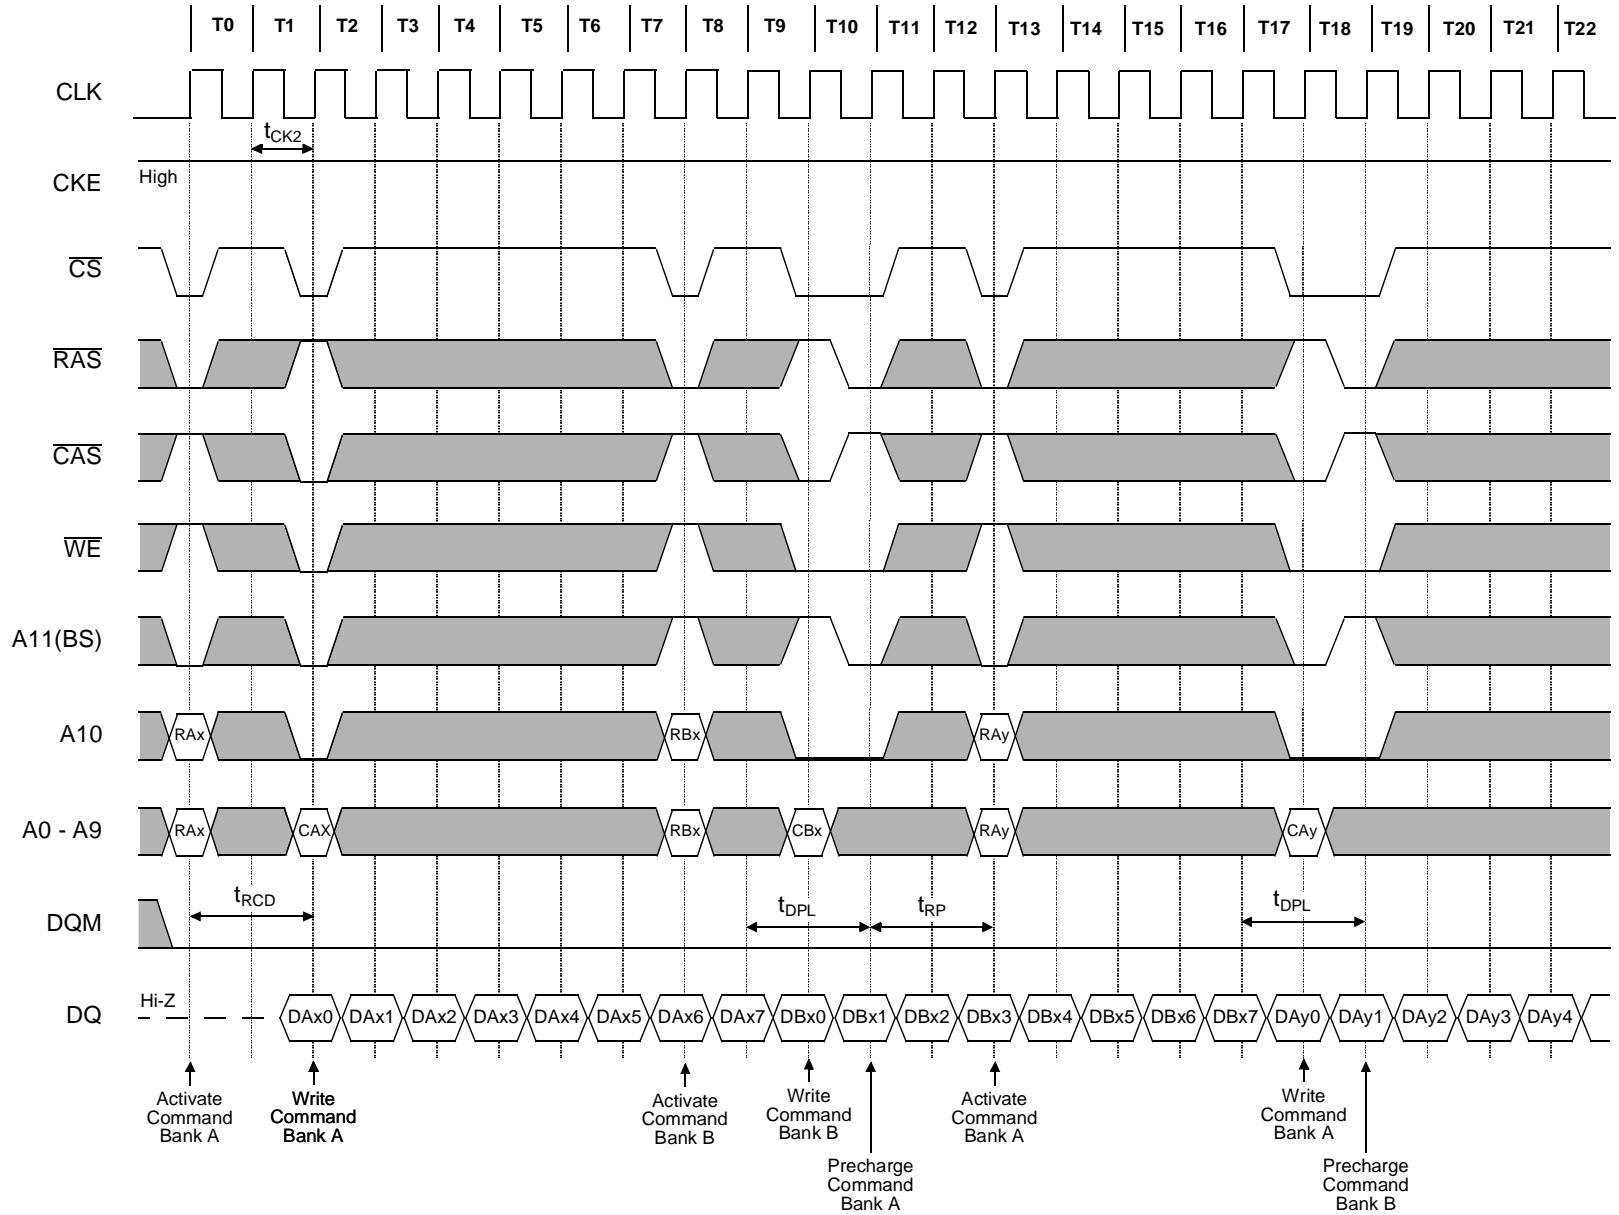 T0 T1 T2 T3 T4 T5 T6 T7 T8 T9 T10 T11 T12 T13 T14 T15 T16 T17 T18 T19 T20 T21 T22
CLK
tCK2
CKE High
CS
RAS
CAS
WE
A11(BS)
A10 RAx RBx RAy
A0 - A9 RAx CAX RBx CBx RAy CAy
DQM tRCD tDPL tRP tDPL
DQ Hi-Z DAx0 DAx1 DAx2 DAx3 DAx4 DAx5 DAx6 DAx7 DBx0 DBx1 DBx2 DBx3 DBx4 DBx5 DBx6 DBx7 DAy0 DAy1 DAy2 DAy3 DAy4
Activate
Command
Bank A
Write
Command
Bank A
Activate
Command
Bank B
Write
Command
Bank B
Precharge
Command
Bank A
Activate
Command
Bank A
Write
Command
Bank A
Precharge
Command
Bank B